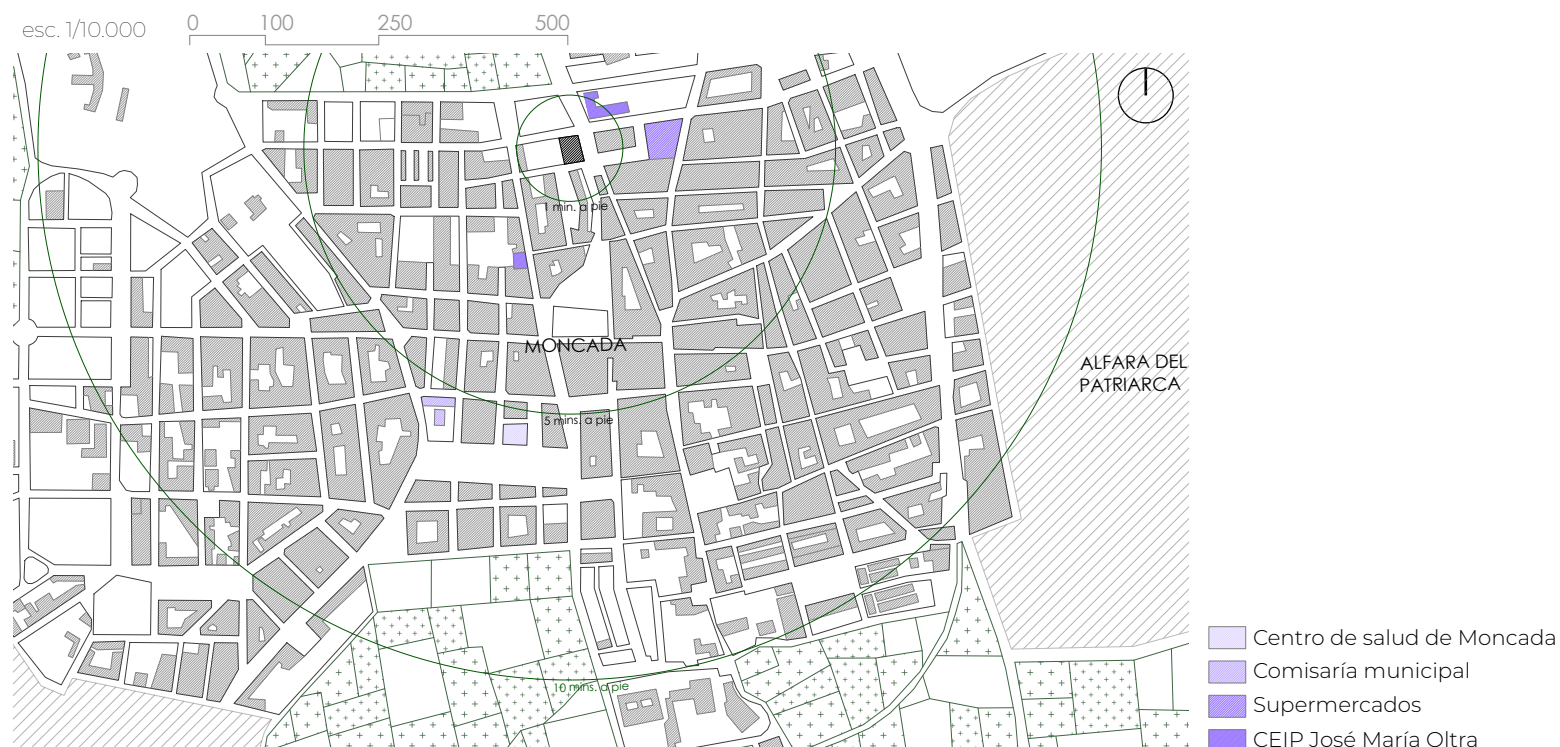 esc. 1/10.000
0 100 250 500
1 min. a pie
MONCADA
ALFARA DEL
PATRIARCA
5 mins. a pie
10 mins. a pie
Centro de salud de Moncada
Comisaría municipal
Supermercados
CEIP José María Oltra